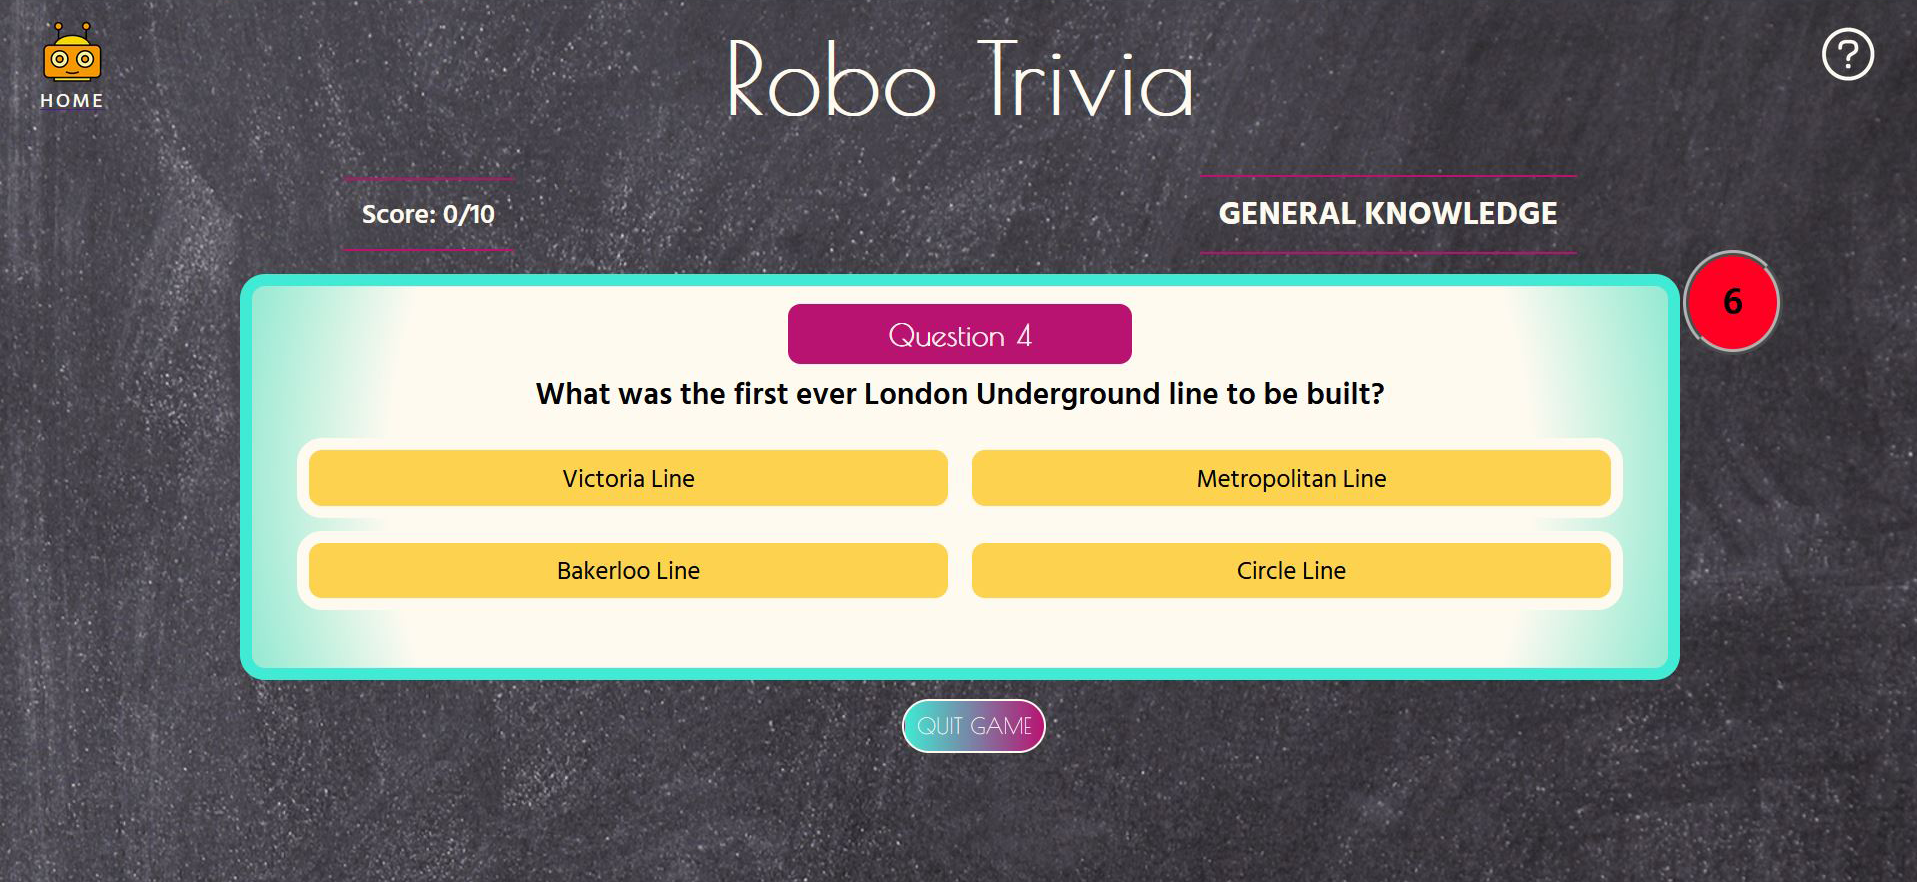 HOME
Robo Trivia
?
Score: 0/10
GENERAL KNOWLEDGE
6
Question 4
What was the first ever London Underground line to be built?
Victoria Line
Metropolitan Line
Bakerloo Line
Circle Line
QUIT GAME